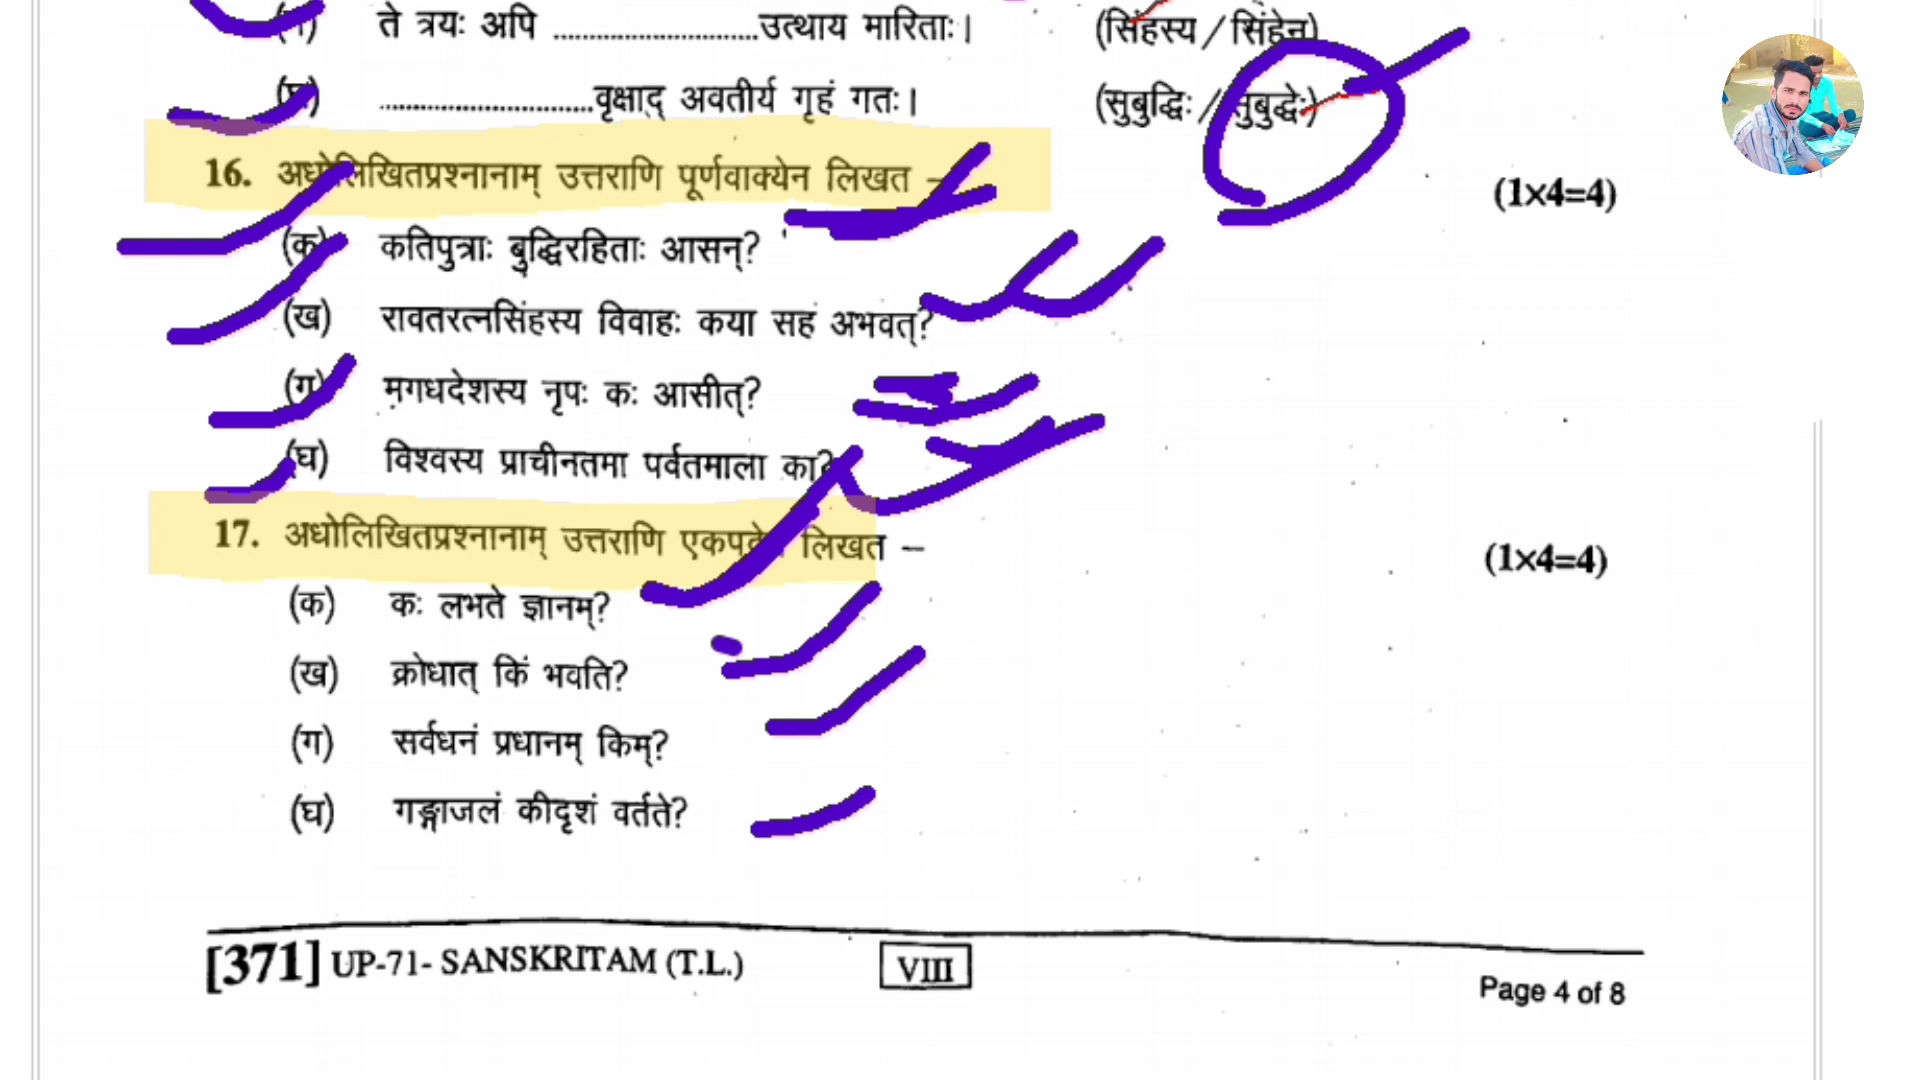 ते त्रयः अपि ............................उत्थाय मारिताः। (सिंहस्य / सिंहेन)
(घ) ............................वृक्षाद् अवतीर्य गृहं गतः। (सुबुद्धिः / सुबुद्धेः)
16. अधोलिखितप्रश्नानाम् उत्तराणि पूर्णवाक्येन लिखत – (1×4=4)
(क) कतिपुत्राः बुद्धिरहिताः आसन्?
(ख) रावतरत्नसिंहस्य विवाहः कया सह अभवत्?
(ग) मगधदेशस्य नृपः कः आसीत्?
(घ) विश्वस्य प्राचीनतमा पर्वतमाला का?
17. अधोलिखितप्रश्नानाम् उत्तराणि एकपदेन लिखत – (1×4=4)
(क) कः लभते ज्ञानम्?
(ख) क्रोधात् किं भवति?
(ग) सर्वधनं प्रधानम् किम्?
(घ) गङ्गाजलं कीदृशं वर्तते?
[371] UP-71- SANSKRITAM (T.L.) VIII Page 4 of 8